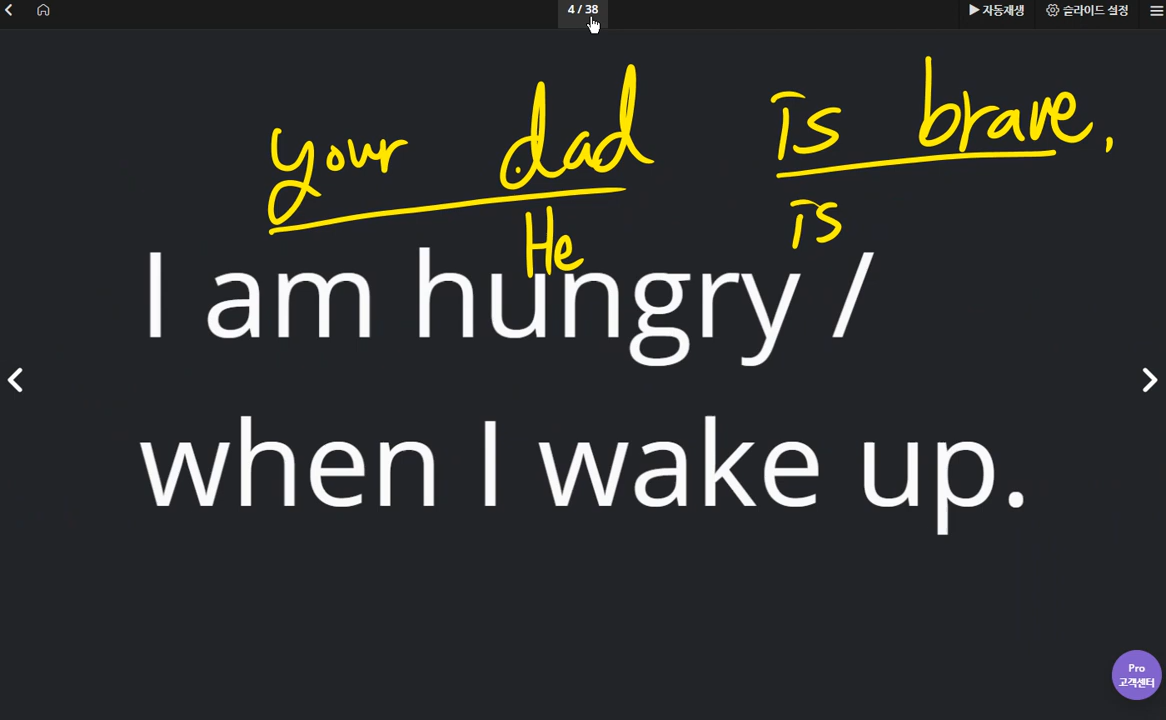 4 / 38
자동재생
슬라이드 설정
your dad is brave.
He is
I am hungry /
when I wake up.
Pro
고객센터